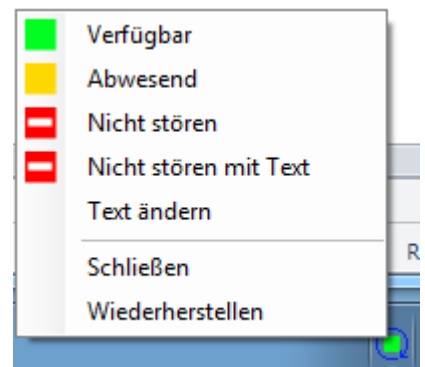 Verfügbar
Abwesend
Nicht stören
Nicht stören mit Text
Text ändern
Schließen
R
Wiederherstellen